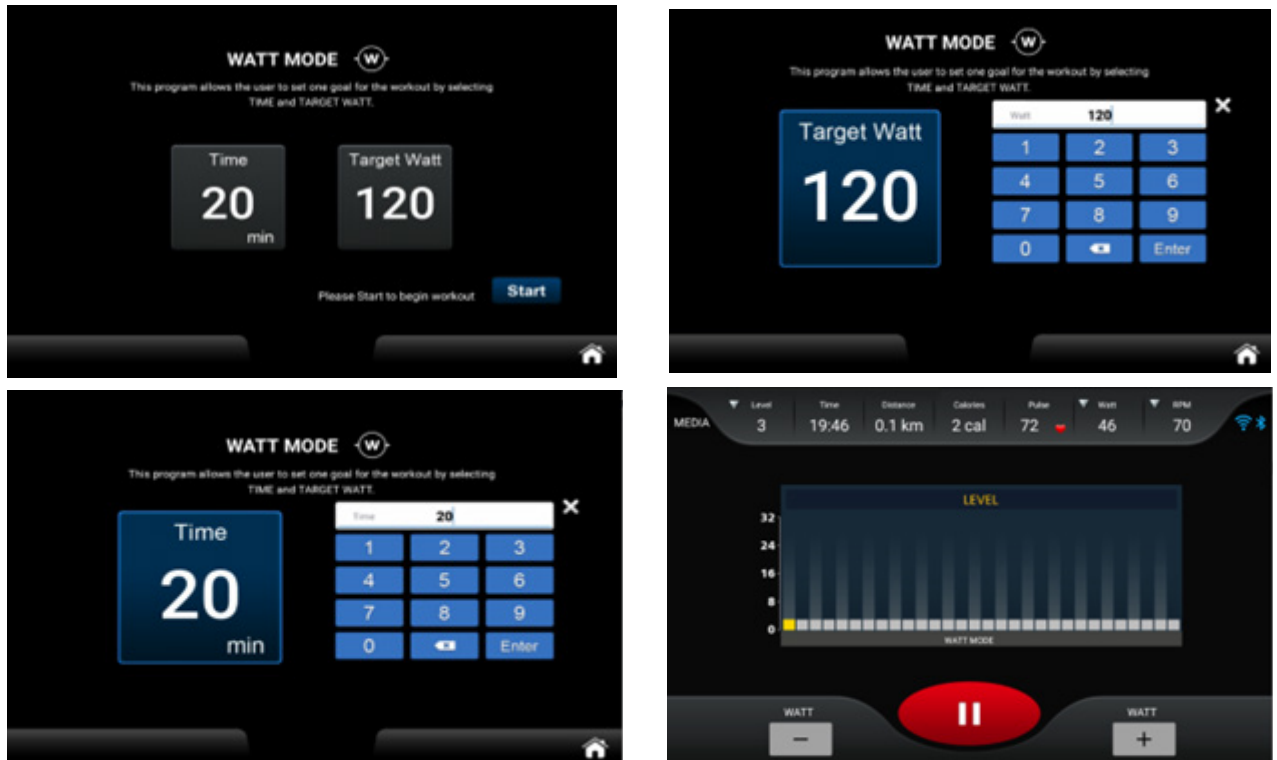 WATT MODE W
This program allows the user to set one goal for the workout by selecting
TIME and TARGET WATT.
Time
20
min
Target Watt
120
Please Start to begin workout
Start
WATT MODE W
This program allows the user to set one goal for the workout by selecting
TIME and TARGET WATT.
Target Watt
120
Watt 120
1 2 3
4 5 6
7 8 9
0 Enter
WATT MODE W
This program allows the user to set one goal for the workout by selecting
TIME and TARGET WATT.
Time
20
min
Time 20
1 2 3
4 5 6
7 8 9
0 Enter
MEDIA
Level Time Distance Calories Pulse Watt RPM
3 19:46 0.1 km 2 cal 72 46 70
LEVEL
32
24
16
8
0
WATT MODE
WATT WATT
− +